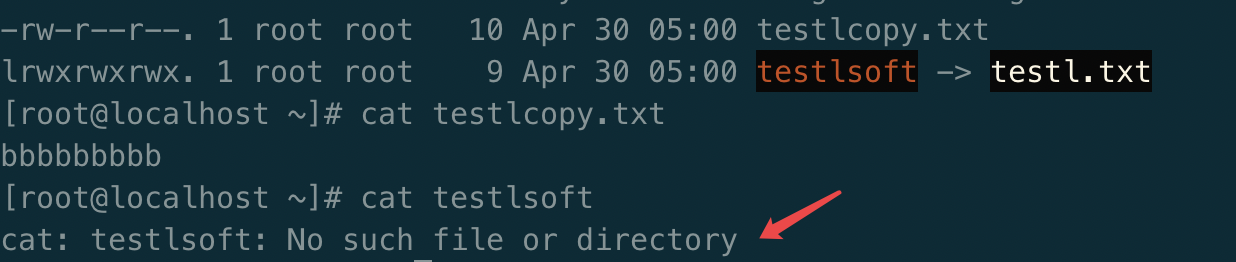 -rw-r--r--. 1 root root   10 Apr 30 05:00 testlcopy.txt
lrwxrwxrwx. 1 root root    9 Apr 30 05:00 testlsoft -> testl.txt
[root@localhost ~]# cat testlcopy.txt
bbbbbbbbb
[root@localhost ~]# cat testlsoft
cat: testlsoft: No such file or directory